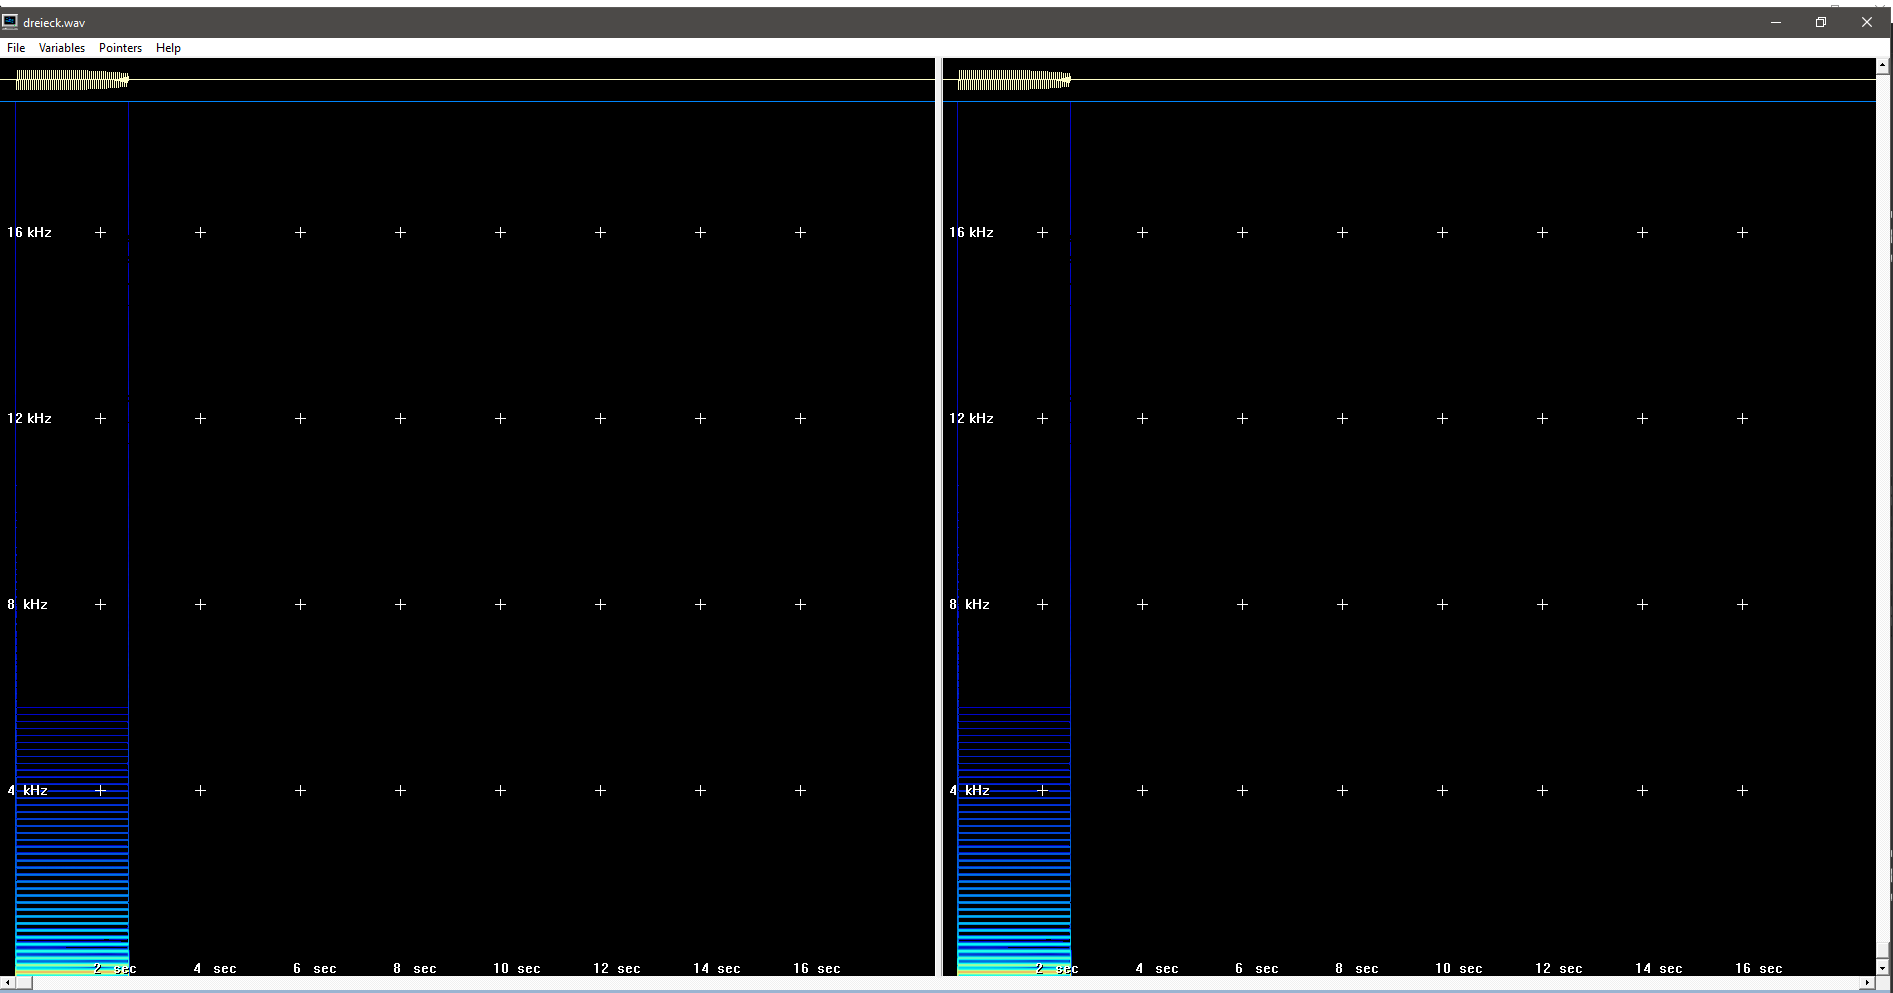 dreieck.wav
File Variables Pointers Help
16 kHz 16 kHz
12 kHz 12 kHz
8 kHz 8 kHz
4 kHz 4 kHz
2 sec 4 sec 6 sec 8 sec 10 sec 12 sec 14 sec 16 sec 2 sec 4 sec 6 sec 8 sec 10 sec 12 sec 14 sec 16 sec